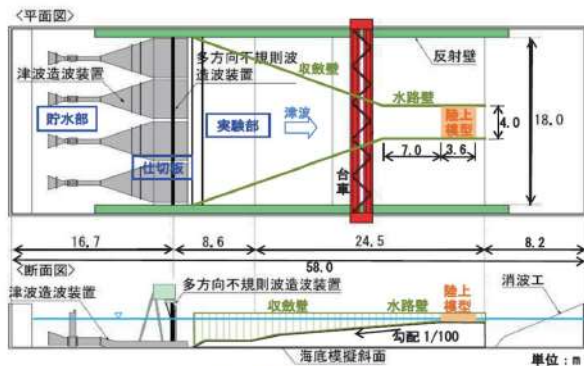 <平面図>
津波造波装置
多方向不規則波
造波装置
収斂壁
反射壁
貯水部
実験部
津波
水路壁
陸上
模型
4.0
18.0
7.0
3.6
仕切板
台車
16.7
8.6
24.5
8.2
58.0
<断面図>
多方向不規則波造波装置
津波造波装置
収斂壁
水路壁
陸上
模型
消波工
勾配 1/100
海底模擬斜面
単位:m